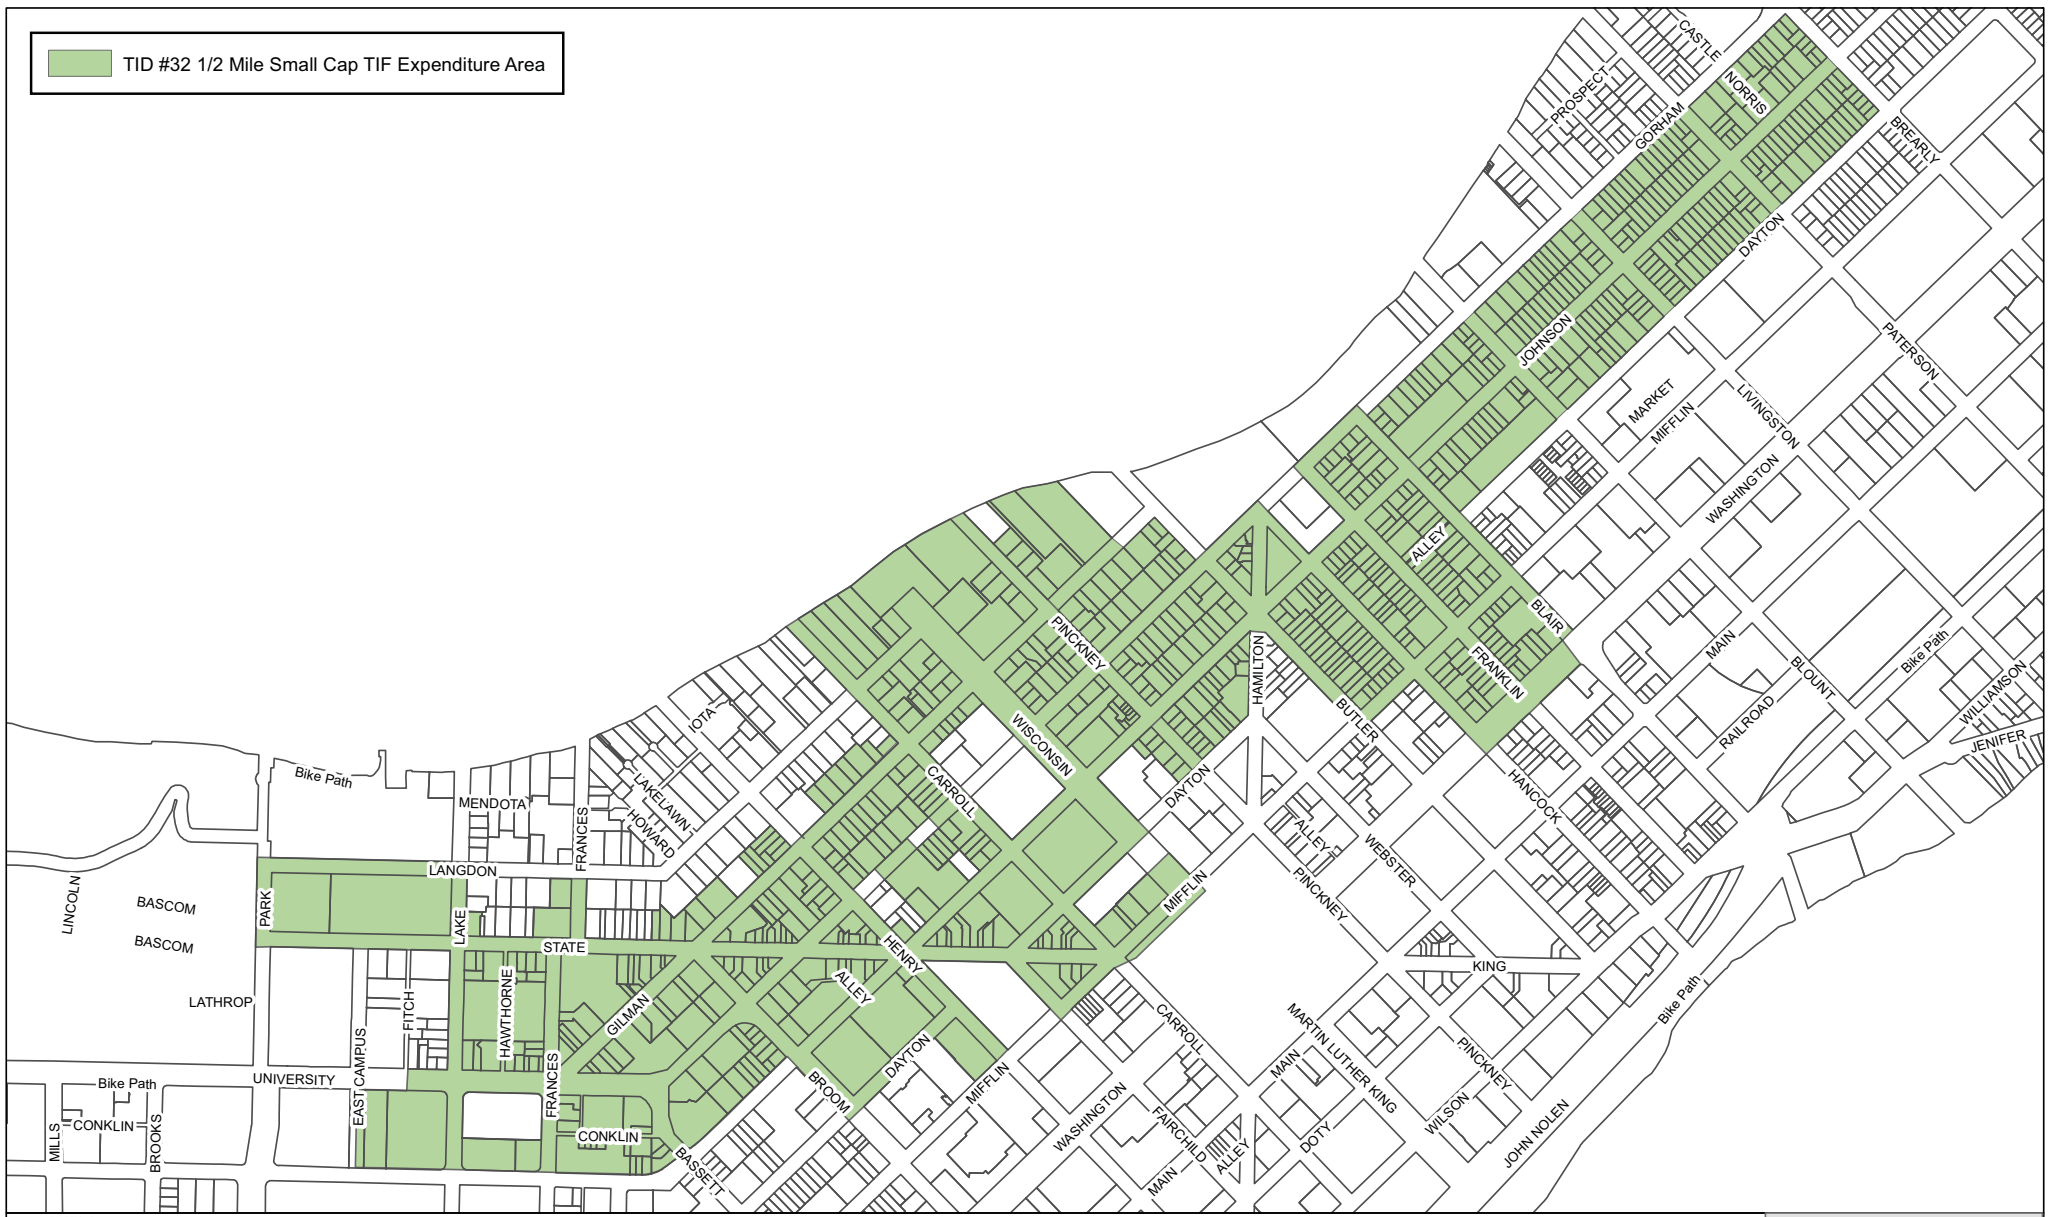 TID #32 1/2 Mile Small Cap TIF Expenditure Area
CASTLE
NORRIS
PROSPECT
GORHAM
BREARLY
DAYTON
JOHNSON
PATERSON
MARKET
MIFFLIN
LIVINGSTON
WASHINGTON
ALLEY
BLAIR
PINCKNEY
HAMILTON
FRANKLIN
MAIN
Bike Path
BLOUNT
WILLIAMSON
IOTA
WISCONSIN
BUTLER
RAILROAD
JENIFER
Bike Path
LAKELAWN
CARROLL
DAYTON
HANCOCK
MENDOTA
HOWARD
FRANCES
ALLEY
WEBSTER
LANGDON
PINCKNEY
MIFFLIN
LINCOLN
BASCOM
PARK
LAKE
BASCOM
STATE
HENRY
KING
ALLEY
LATHROP
FITCH
HAWTHORNE
GILMAN
Bike Path
CARROLL
MARTIN LUTHER KING
EAST CAMPUS
DAYTON
MAIN
PINCKNEY
UNIVERSITY
FRANCES
BROOM
MIFFLIN
Bike Path
WASHINGTON
WILSON
JOHN NOLEN
CONKLIN
MILLS
BROOKS
CONKLIN
FAIRCHILD
ALLEY
DOTY
BASSETT
MAIN